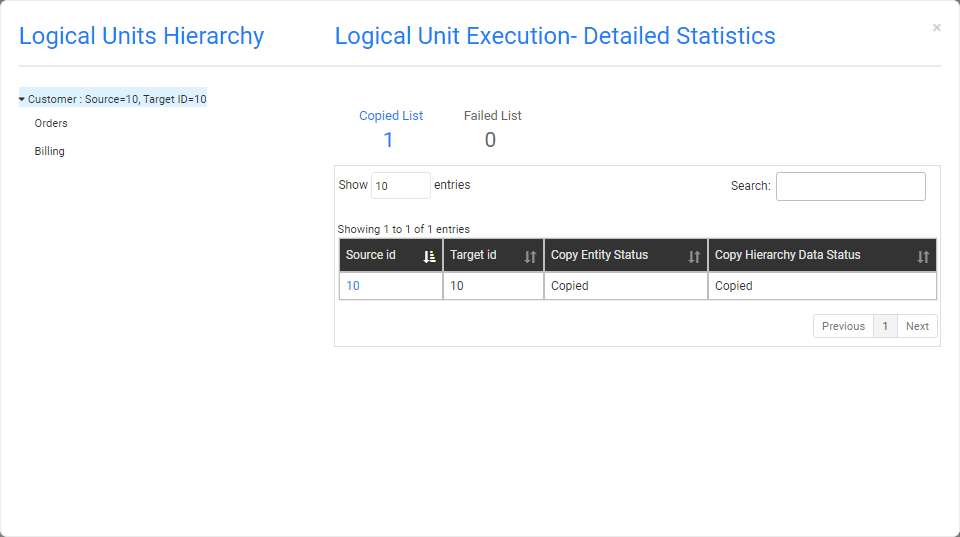 Logical Units Hierarchy
Logical Unit Execution- Detailed Statistics
×
Customer : Source=10, Target ID=10
Orders
Billing
Copied List
1
Failed List
0
Show 10 entries
Search:
Showing 1 to 1 of 1 entries
Source id Target id Copy Entity Status Copy Hierarchy Data Status
10 10 Copied Copied
Previous 1 Next